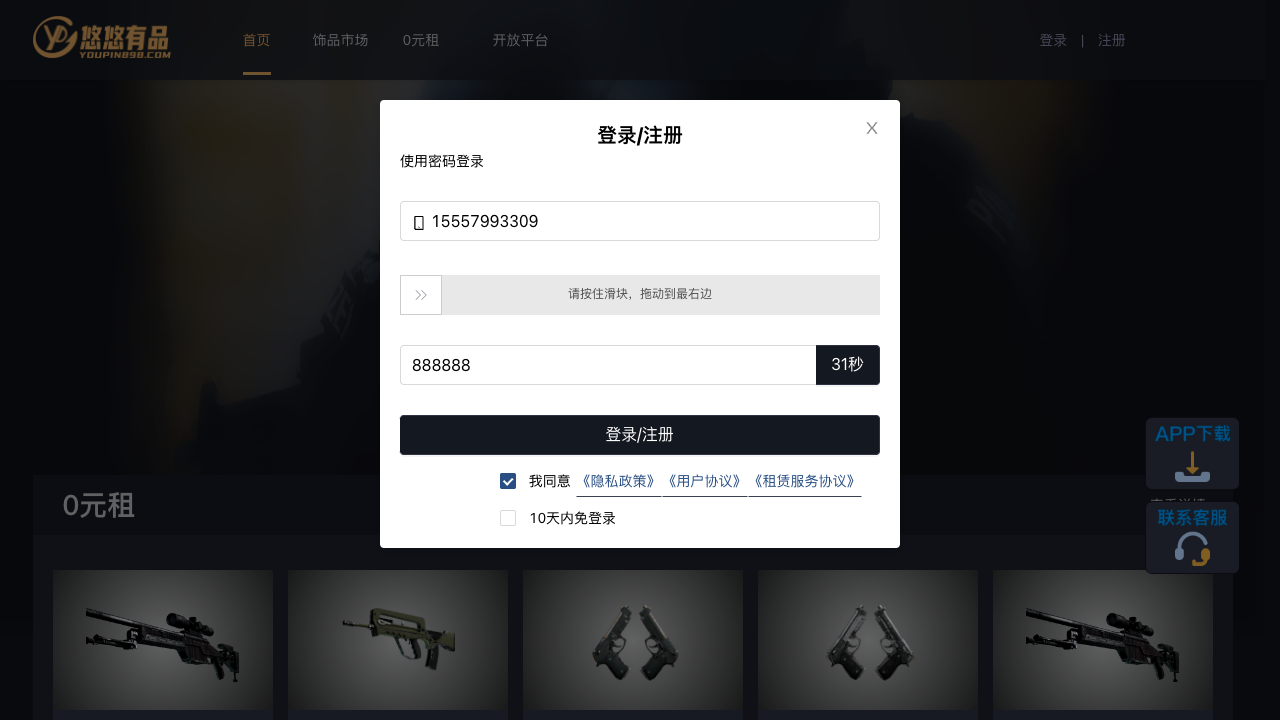 悠悠有品
YOUPIN898.COM
首页
饰品市场
0元租
开放平台
登录 | 注册
登录/注册
X
使用密码登录
15557993309
请按住滑块，拖动到最右边
888888
31秒
登录/注册
我同意 《隐私政策》 《用户协议》 《租赁服务协议》
10天内免登录
APP下载
联系客服
0元租